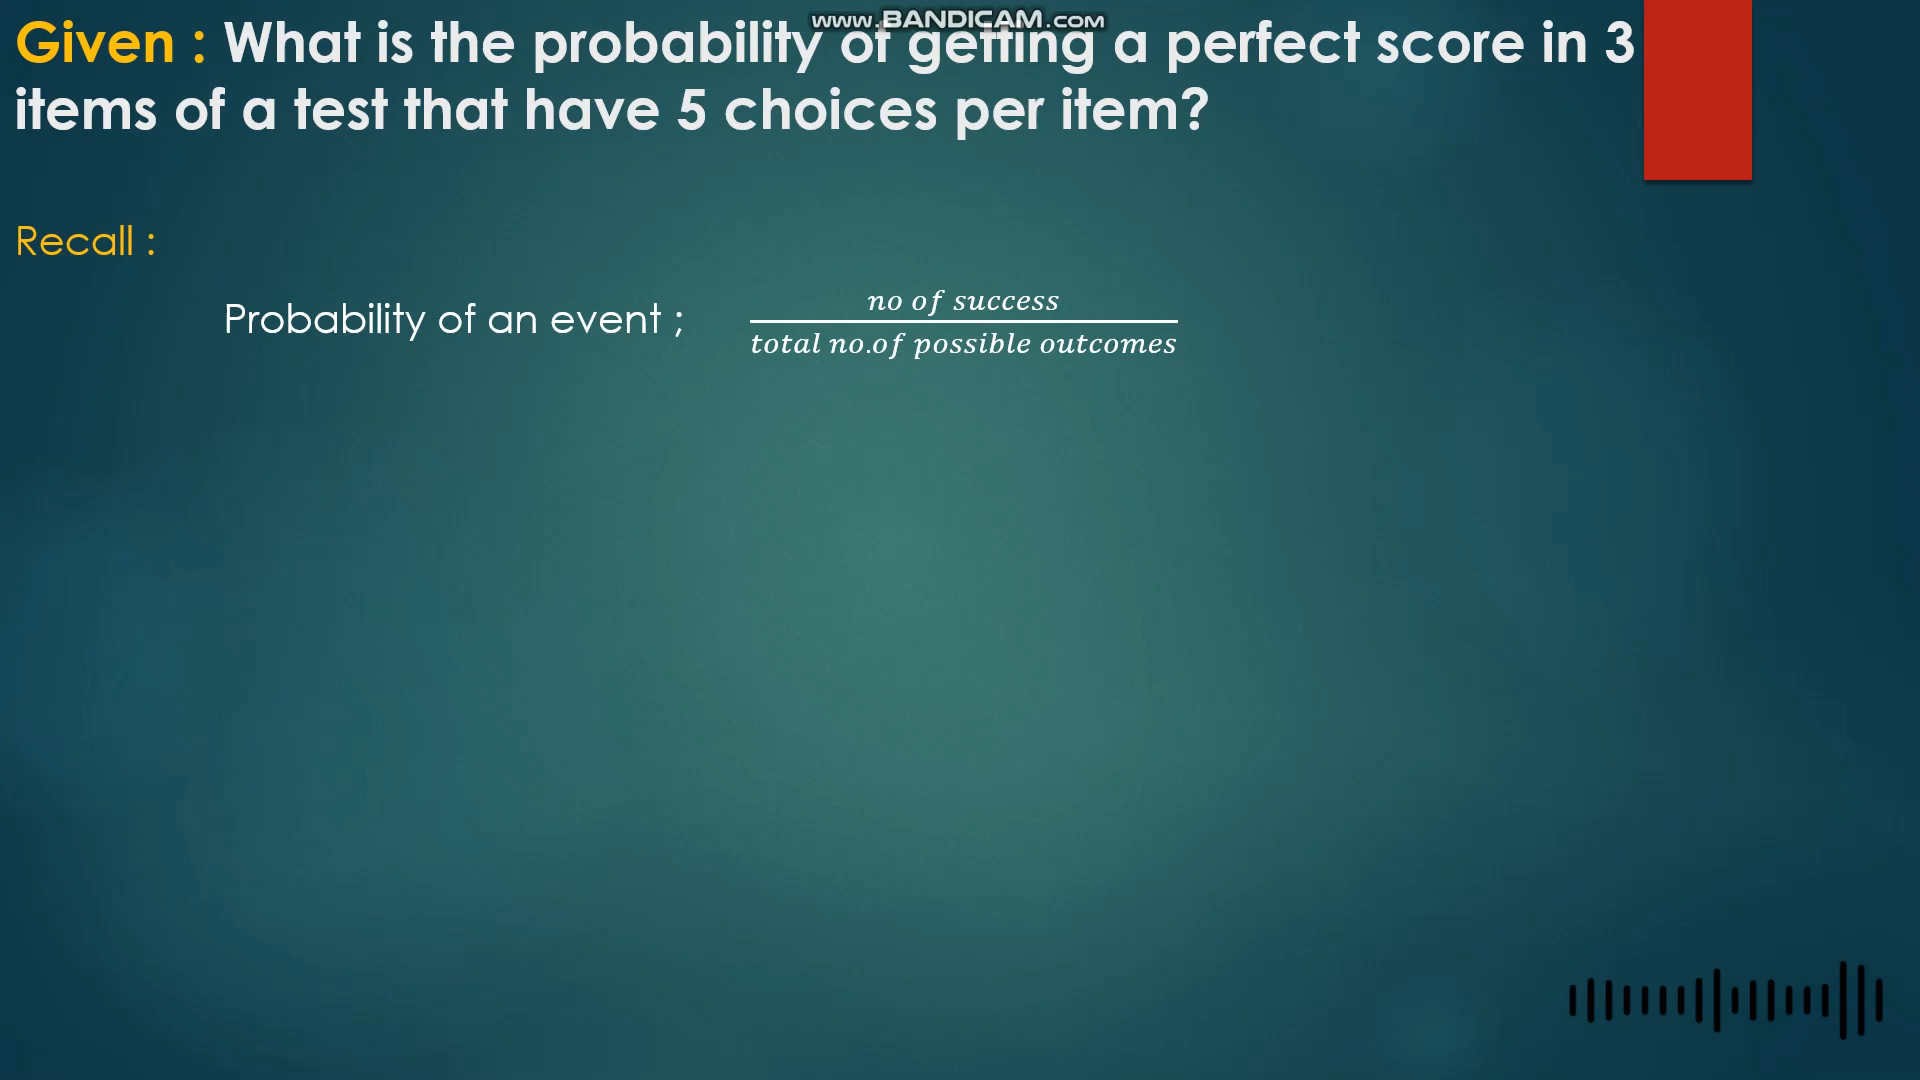 www.BANDICAM.com
Given : What is the probability of getting a perfect score in 3
items of a test that have 5 choices per item?
Recall :
Probability of an event ; no of success
total no.of possible outcomes